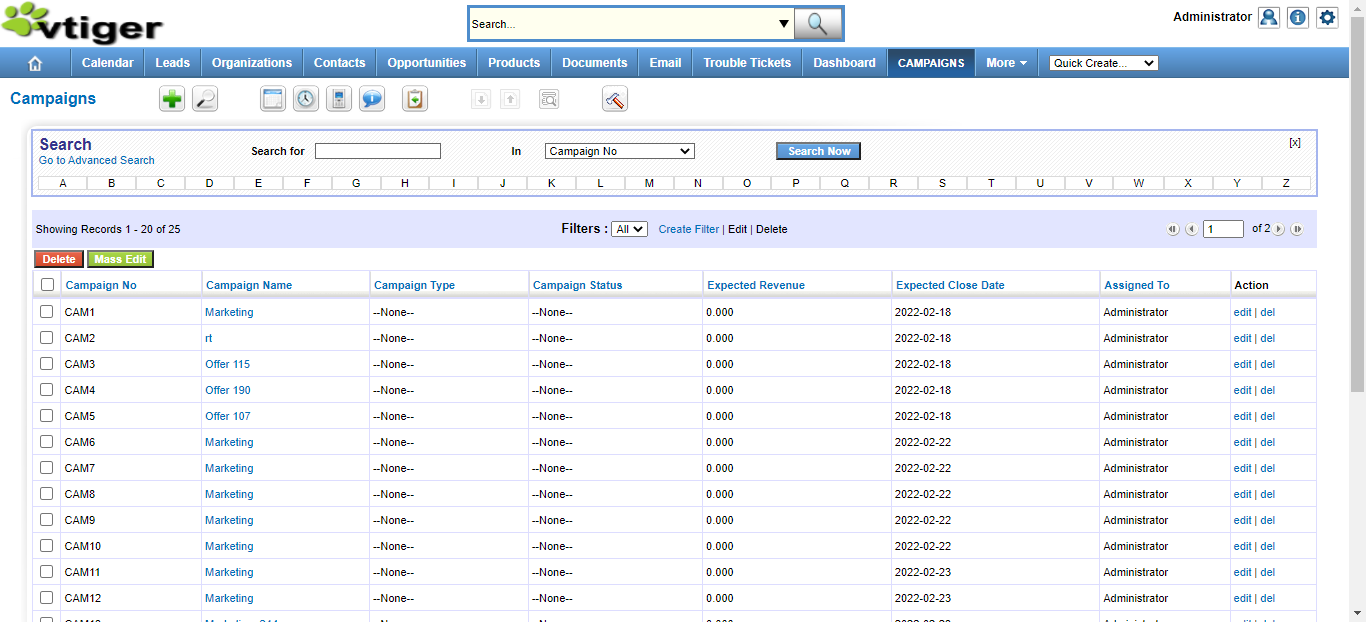 vtiger
Search...
Administrator
Calendar Leads Organizations Contacts Opportunities Products Documents Email Trouble Tickets Dashboard CAMPAIGNS More Quick Create...
Campaigns
Search
Go to Advanced Search
Search for In Campaign No Search Now [x]
A B C D E F G H I J K L M N O P Q R S T U V W X Y Z
Showing Records 1 - 20 of 25 Filters : All Create Filter | Edit | Delete 1 of 2
Delete Mass Edit
Campaign No Campaign Name Campaign Type Campaign Status Expected Revenue Expected Close Date Assigned To Action
CAM1 Marketing --None-- --None-- 0.000 2022-02-18 Administrator edit | del
CAM2 rt --None-- --None-- 0.000 2022-02-18 Administrator edit | del
CAM3 Offer 115 --None-- --None-- 0.000 2022-02-18 Administrator edit | del
CAM4 Offer 190 --None-- --None-- 0.000 2022-02-18 Administrator edit | del
CAM5 Offer 107 --None-- --None-- 0.000 2022-02-18 Administrator edit | del
CAM6 Marketing --None-- --None-- 0.000 2022-02-22 Administrator edit | del
CAM7 Marketing --None-- --None-- 0.000 2022-02-22 Administrator edit | del
CAM8 Marketing --None-- --None-- 0.000 2022-02-22 Administrator edit | del
CAM9 Marketing --None-- --None-- 0.000 2022-02-22 Administrator edit | del
CAM10 Marketing --None-- --None-- 0.000 2022-02-22 Administrator edit | del
CAM11 Marketing --None-- --None-- 0.000 2022-02-23 Administrator edit | del
CAM12 Marketing --None-- --None-- 0.000 2022-02-23 Administrator edit | del